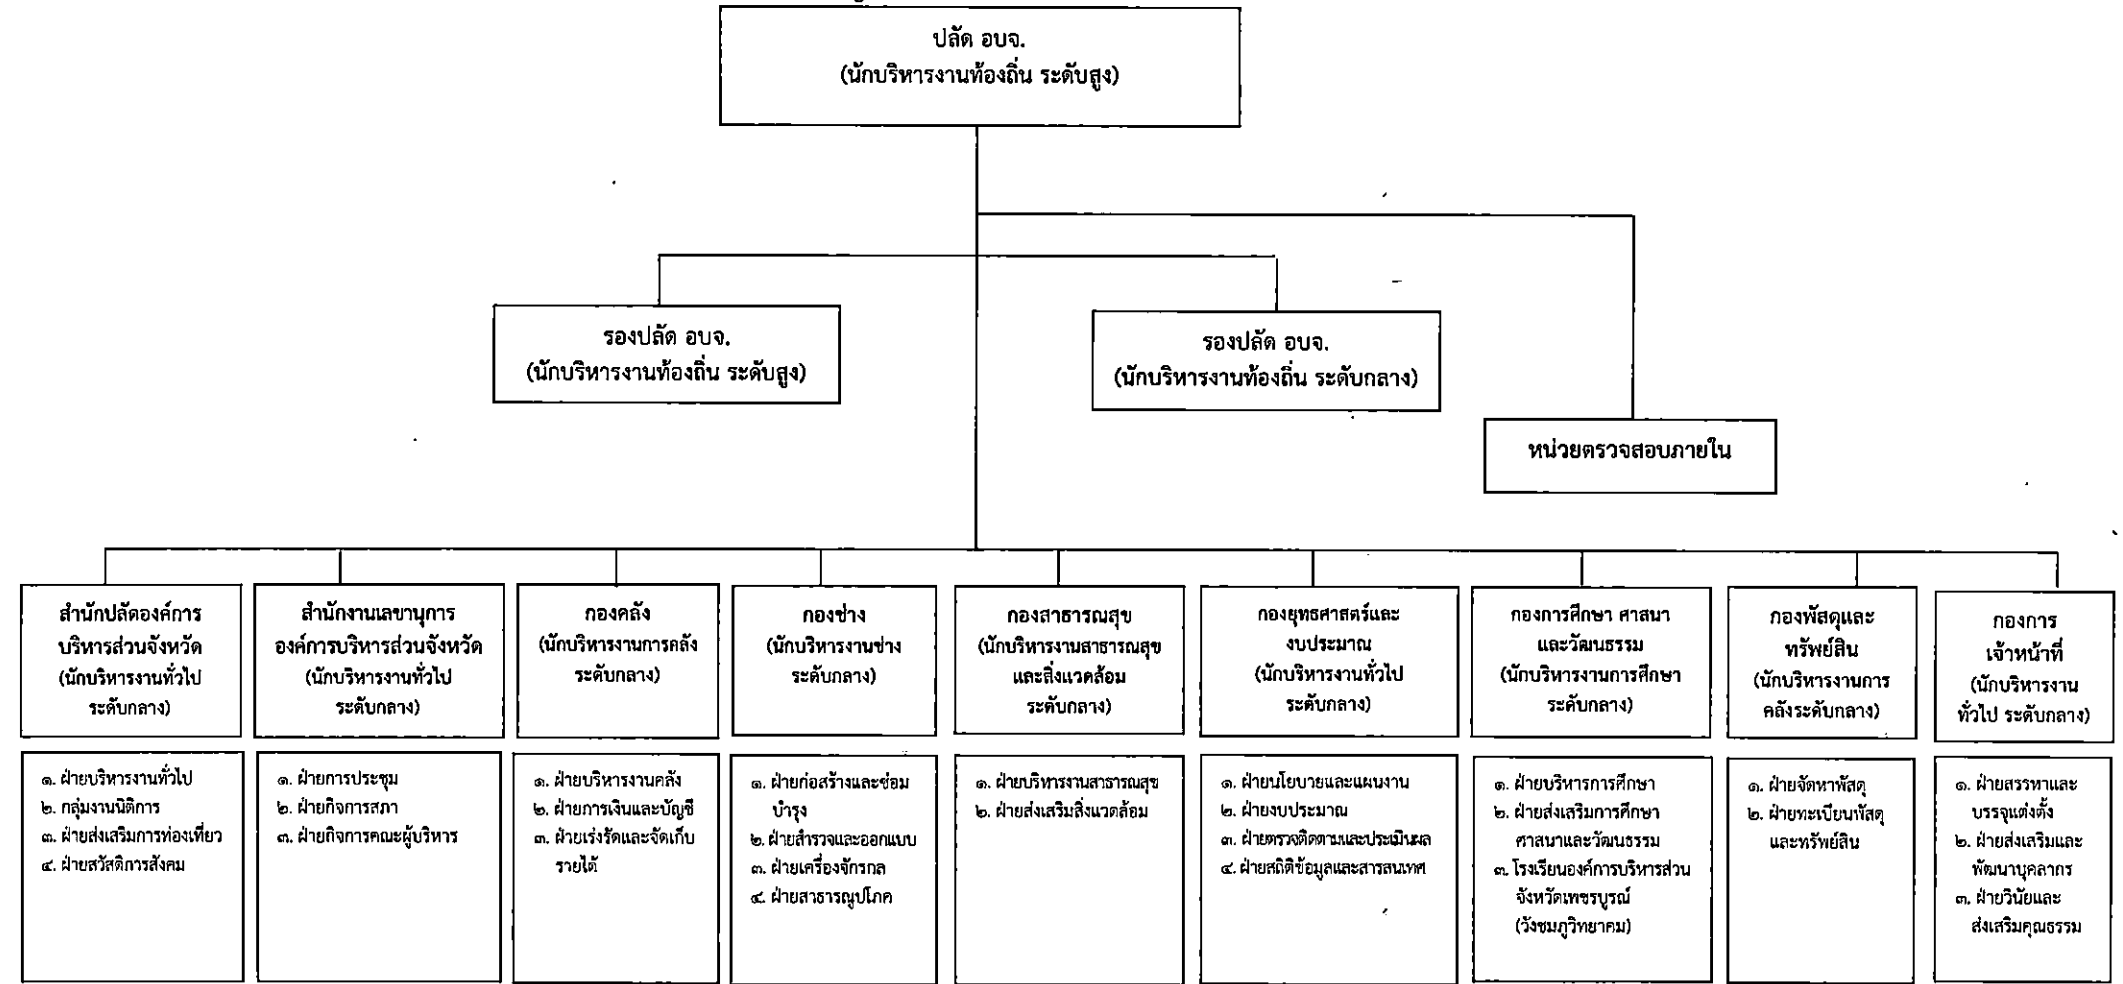 ปลัด อบจ.
(นักบริหารงานท้องถิ่น ระดับสูง)
รองปลัด อบจ.
(นักบริหารงานท้องถิ่น ระดับสูง)
รองปลัด อบจ.
(นักบริหารงานท้องถิ่น ระดับกลาง)
หน่วยตรวจสอบภายใน
สำนักปลัดองค์การ
บริหารส่วนจังหวัด
(นักบริหารงานทั่วไป
ระดับกลาง)
สำนักงานเลขานุการ
องค์การบริหารส่วนจังหวัด
(นักบริหารงานทั่วไป
ระดับกลาง)
กองคลัง
(นักบริหารงานการคลัง
ระดับกลาง)
กองช่าง
(นักบริหารงานช่าง
ระดับกลาง)
กองสาธารณสุข
(นักบริหารงานสาธารณสุข
และสิ่งแวดล้อม
ระดับกลาง)
กองยุทธศาสตร์และ
งบประมาณ
(นักบริหารงานทั่วไป
ระดับกลาง)
กองการศึกษา ศาสนา
และวัฒนธรรม
(นักบริหารงานการศึกษา
ระดับกลาง)
กองพัสดุและ
ทรัพย์สิน
(นักบริหารงานการ
คลังระดับกลาง)
กองการ
เจ้าหน้าที่
(นักบริหารงาน
ทั่วไป ระดับกลาง)
๑. ฝ่ายบริหารงานทั่วไป
๒. กลุ่มงานนิติการ
๓. ฝ่ายส่งเสริมการท่องเที่ยว
๔. ฝ่ายสวัสดิการสังคม
๑. ฝ่ายการประชุม
๒. ฝ่ายกิจการสภา
๓. ฝ่ายกิจการคณะผู้บริหาร
๑. ฝ่ายบริหารงานคลัง
๒. ฝ่ายการเงินและบัญชี
๓. ฝ่ายเร่งรัดและจัดเก็บ
รายได้
๑. ฝ่ายก่อสร้างและซ่อม
บำรุง
๒. ฝ่ายสำรวจและออกแบบ
๓. ฝ่ายเครื่องจักรกล
๔. ฝ่ายสาธารณูปโภค
๑. ฝ่ายบริหารงานสาธารณสุข
๒. ฝ่ายส่งเสริมสิ่งแวดล้อม
๑. ฝ่ายนโยบายและแผนงาน
๒. ฝ่ายงบประมาณ
๓. ฝ่ายตรวจติดตามและประเมินผล
๔. ฝ่ายสถิติข้อมูลและสารสนเทศ
๑. ฝ่ายบริหารการศึกษา
๒. ฝ่ายส่งเสริมการศึกษา
ศาสนาและวัฒนธรรม
๓. โรงเรียนองค์การบริหารส่วน
จังหวัดเพชรบูรณ์
(วังชมภูวิทยาคม)
๑. ฝ่ายจัดหาพัสดุ
๒. ฝ่ายทะเบียนพัสดุ
และทรัพย์สิน
๑. ฝ่ายสรรหาและ
บรรจุแต่งตั้ง
๒. ฝ่ายส่งเสริมและ
พัฒนาบุคลากร
๓. ฝ่ายวินัยและ
ส่งเสริมคุณธรรม